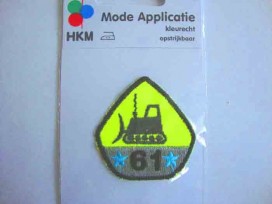 Mode Applicatie
HKM
kleurecht
opstrijkbaar
61